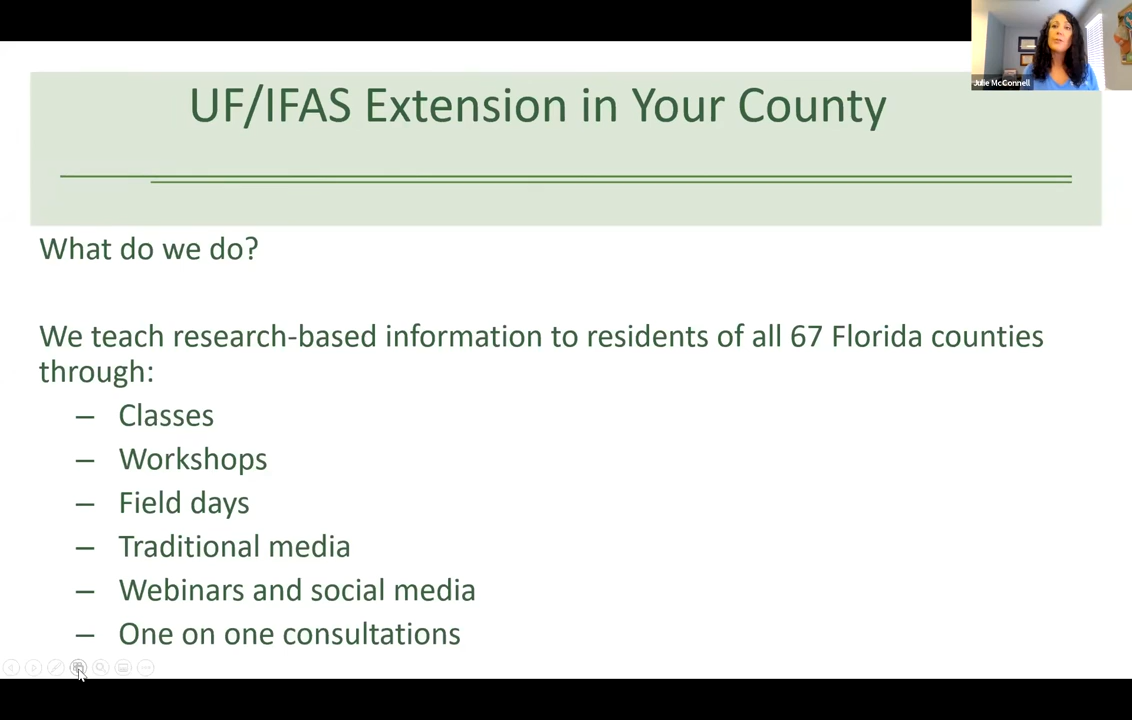 Julie McConnell
UF/IFAS Extension in Your County
What do we do?
We teach research-based information to residents of all 67 Florida counties
through:
– Classes
– Workshops
– Field days
– Traditional media
– Webinars and social media
– One on one consultations